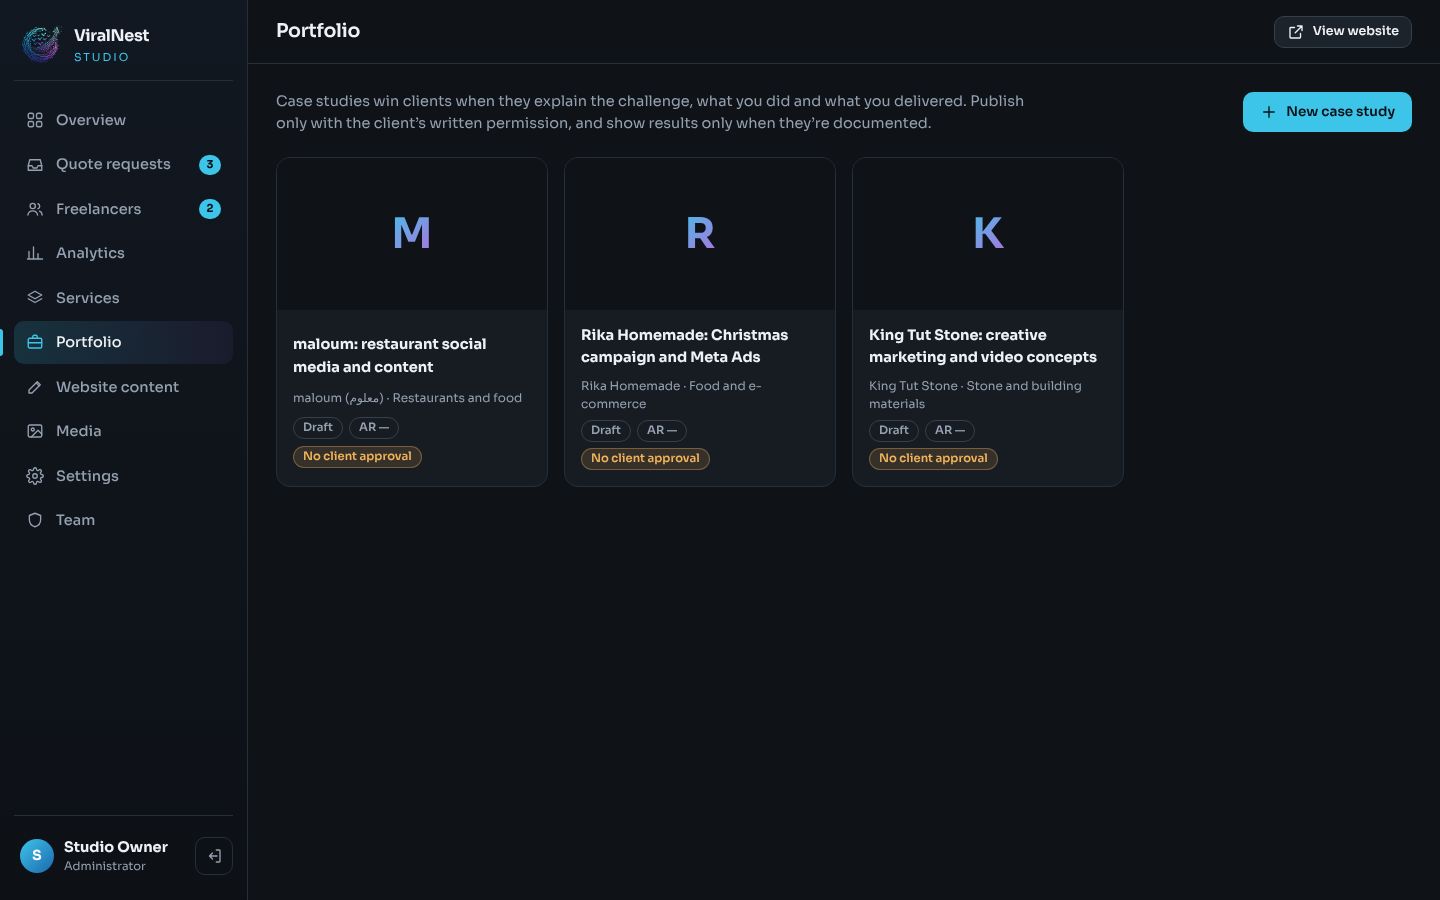 ViralNest
STUDIO
Overview
Quote requests 3
Freelancers 2
Analytics
Services
Portfolio
Website content
Media
Settings
Team
S
Studio Owner
Administrator
Portfolio
View website
Case studies win clients when they explain the challenge, what you did and what you delivered. Publish
only with the client’s written permission, and show results only when they’re documented.
New case study
M
maloum: restaurant social
media and content
maloum (معلوم) · Restaurants and food
Draft AR —
No client approval
R
Rika Homemade: Christmas
campaign and Meta Ads
Rika Homemade · Food and e-
commerce
Draft AR —
No client approval
K
King Tut Stone: creative
marketing and video concepts
King Tut Stone · Stone and building
materials
Draft AR —
No client approval